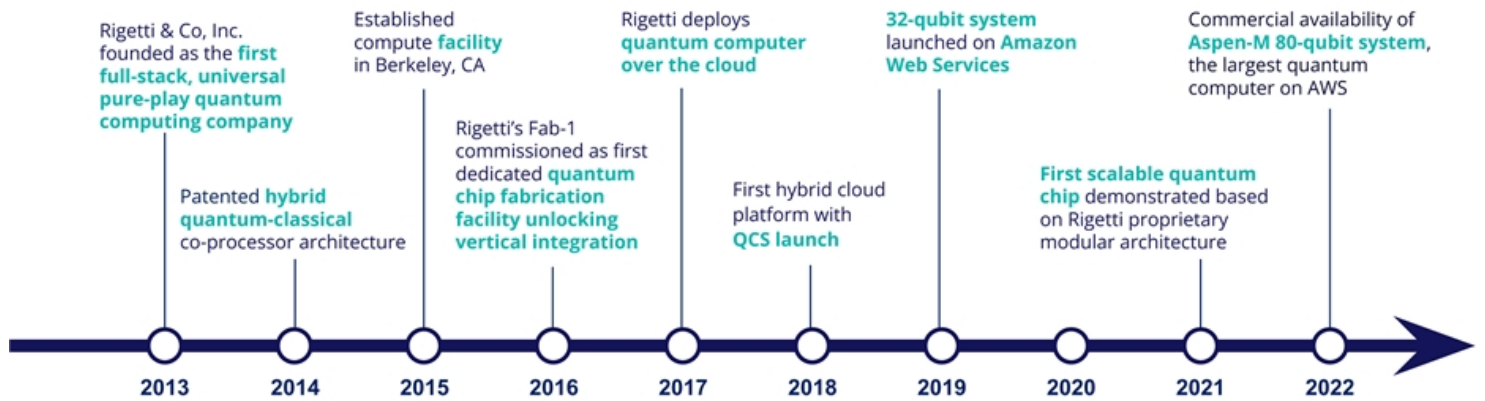 Rigetti & Co, Inc.
founded as the first
full-stack, universal
pure-play quantum
computing company
Patented hybrid
quantum-classical
co-processor architecture
Established
compute facility
in Berkeley, CA
Rigetti’s Fab-1
commissioned as first
dedicated quantum
chip fabrication
facility unlocking
vertical integration
Rigetti deploys
quantum computer
over the cloud
First hybrid cloud
platform with
QCS launch
32-qubit system
launched on Amazon
Web Services
First scalable quantum
chip demonstrated based
on Rigetti proprietary
modular architecture
Commercial availability of
Aspen-M 80-qubit system,
the largest quantum
computer on AWS
2013 2014 2015 2016 2017 2018 2019 2020 2021 2022